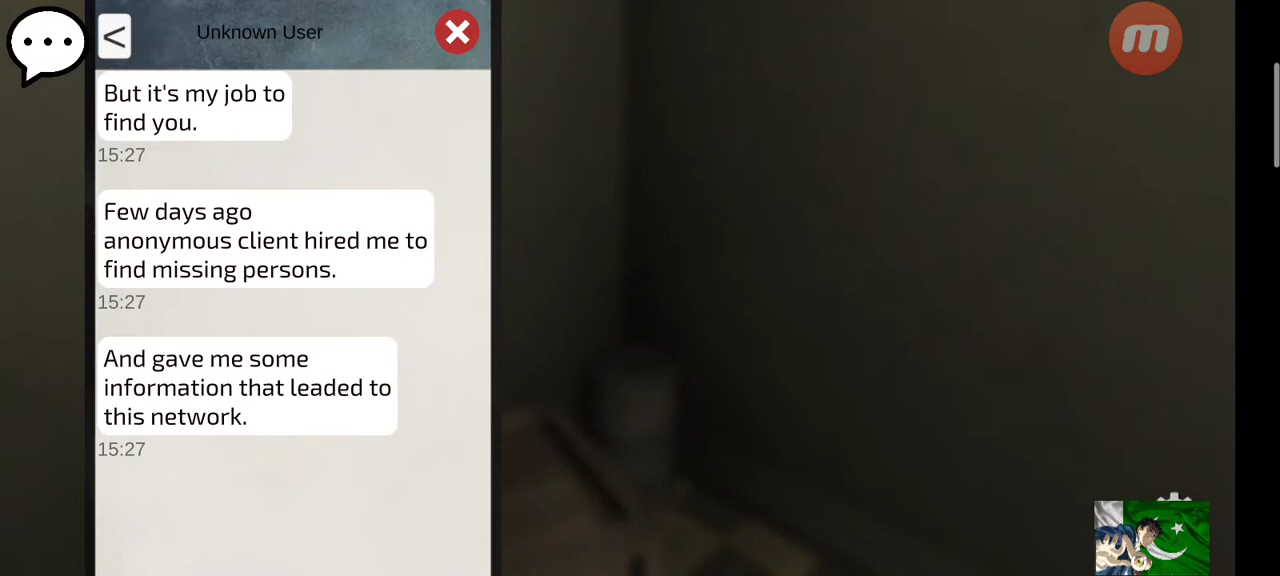 Unknown User
But it's my job to
find you.
15:27
Few days ago
anonymous client hired me to
find missing persons.
15:27
And gave me some
information that leaded to
this network.
15:27